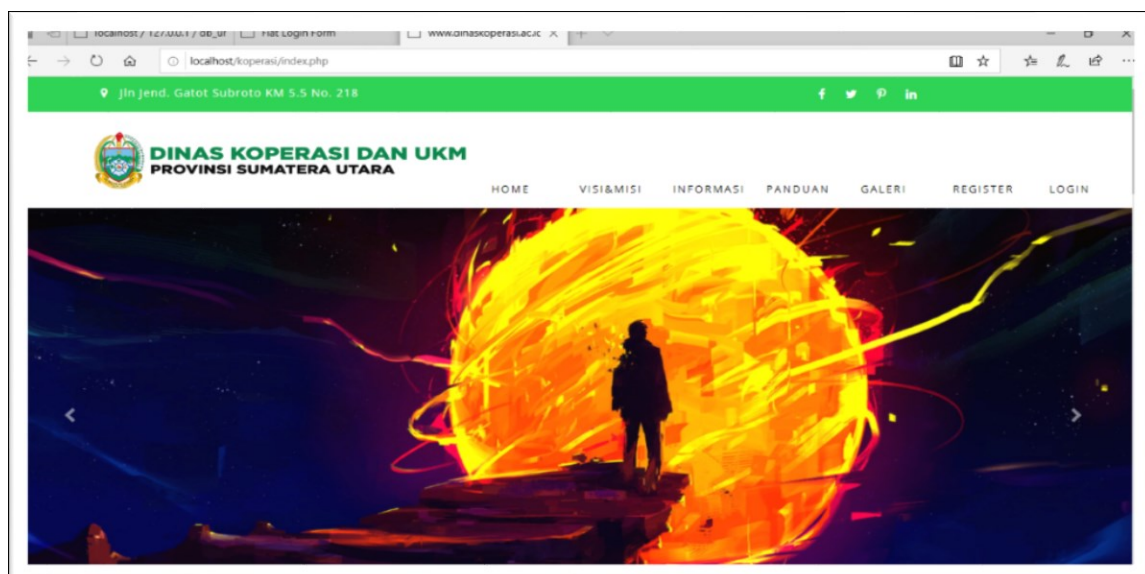 localhost / 127.0.0.1 / db_ur
Flat Login Form
www.dinaskoperasi.ac.ic
localhost/koperasi/index.php
Jln Jend. Gatot Subroto KM 5.5 No. 218
DINAS KOPERASI DAN UKM
PROVINSI SUMATERA UTARA
HOME VISI&MISI INFORMASI PANDUAN GALERI REGISTER LOGIN